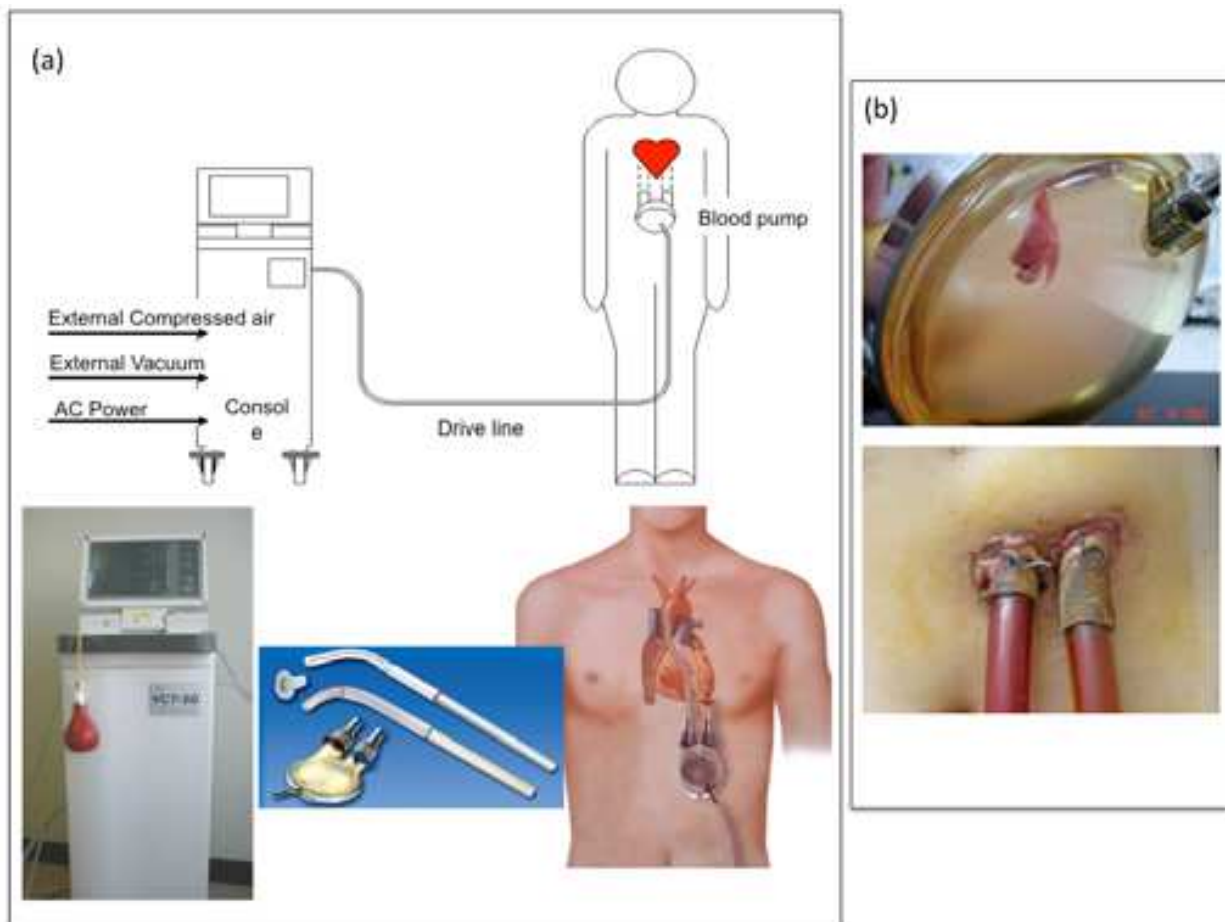 (a)
Blood pump
External Compressed air
External Vacuum
AC Power
Consol
e
Drive line
(b)